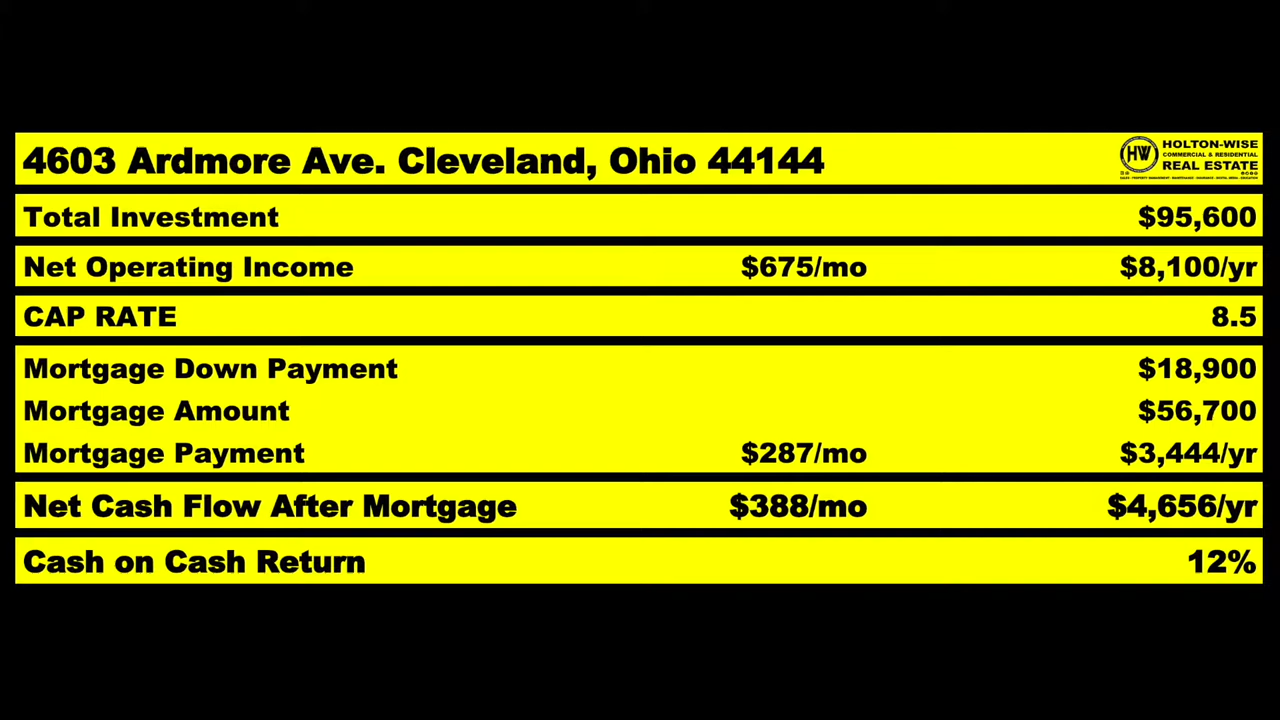 4603 Ardmore Ave. Cleveland, Ohio 44144
HW
HOLTON-WISE
COMMERCIAL & RESIDENTIAL
REAL ESTATE
Total Investment $95,600
Net Operating Income $675/mo $8,100/yr
CAP RATE 8.5
Mortgage Down Payment $18,900
Mortgage Amount $56,700
Mortgage Payment $287/mo $3,444/yr
Net Cash Flow After Mortgage $388/mo $4,656/yr
Cash on Cash Return 12%